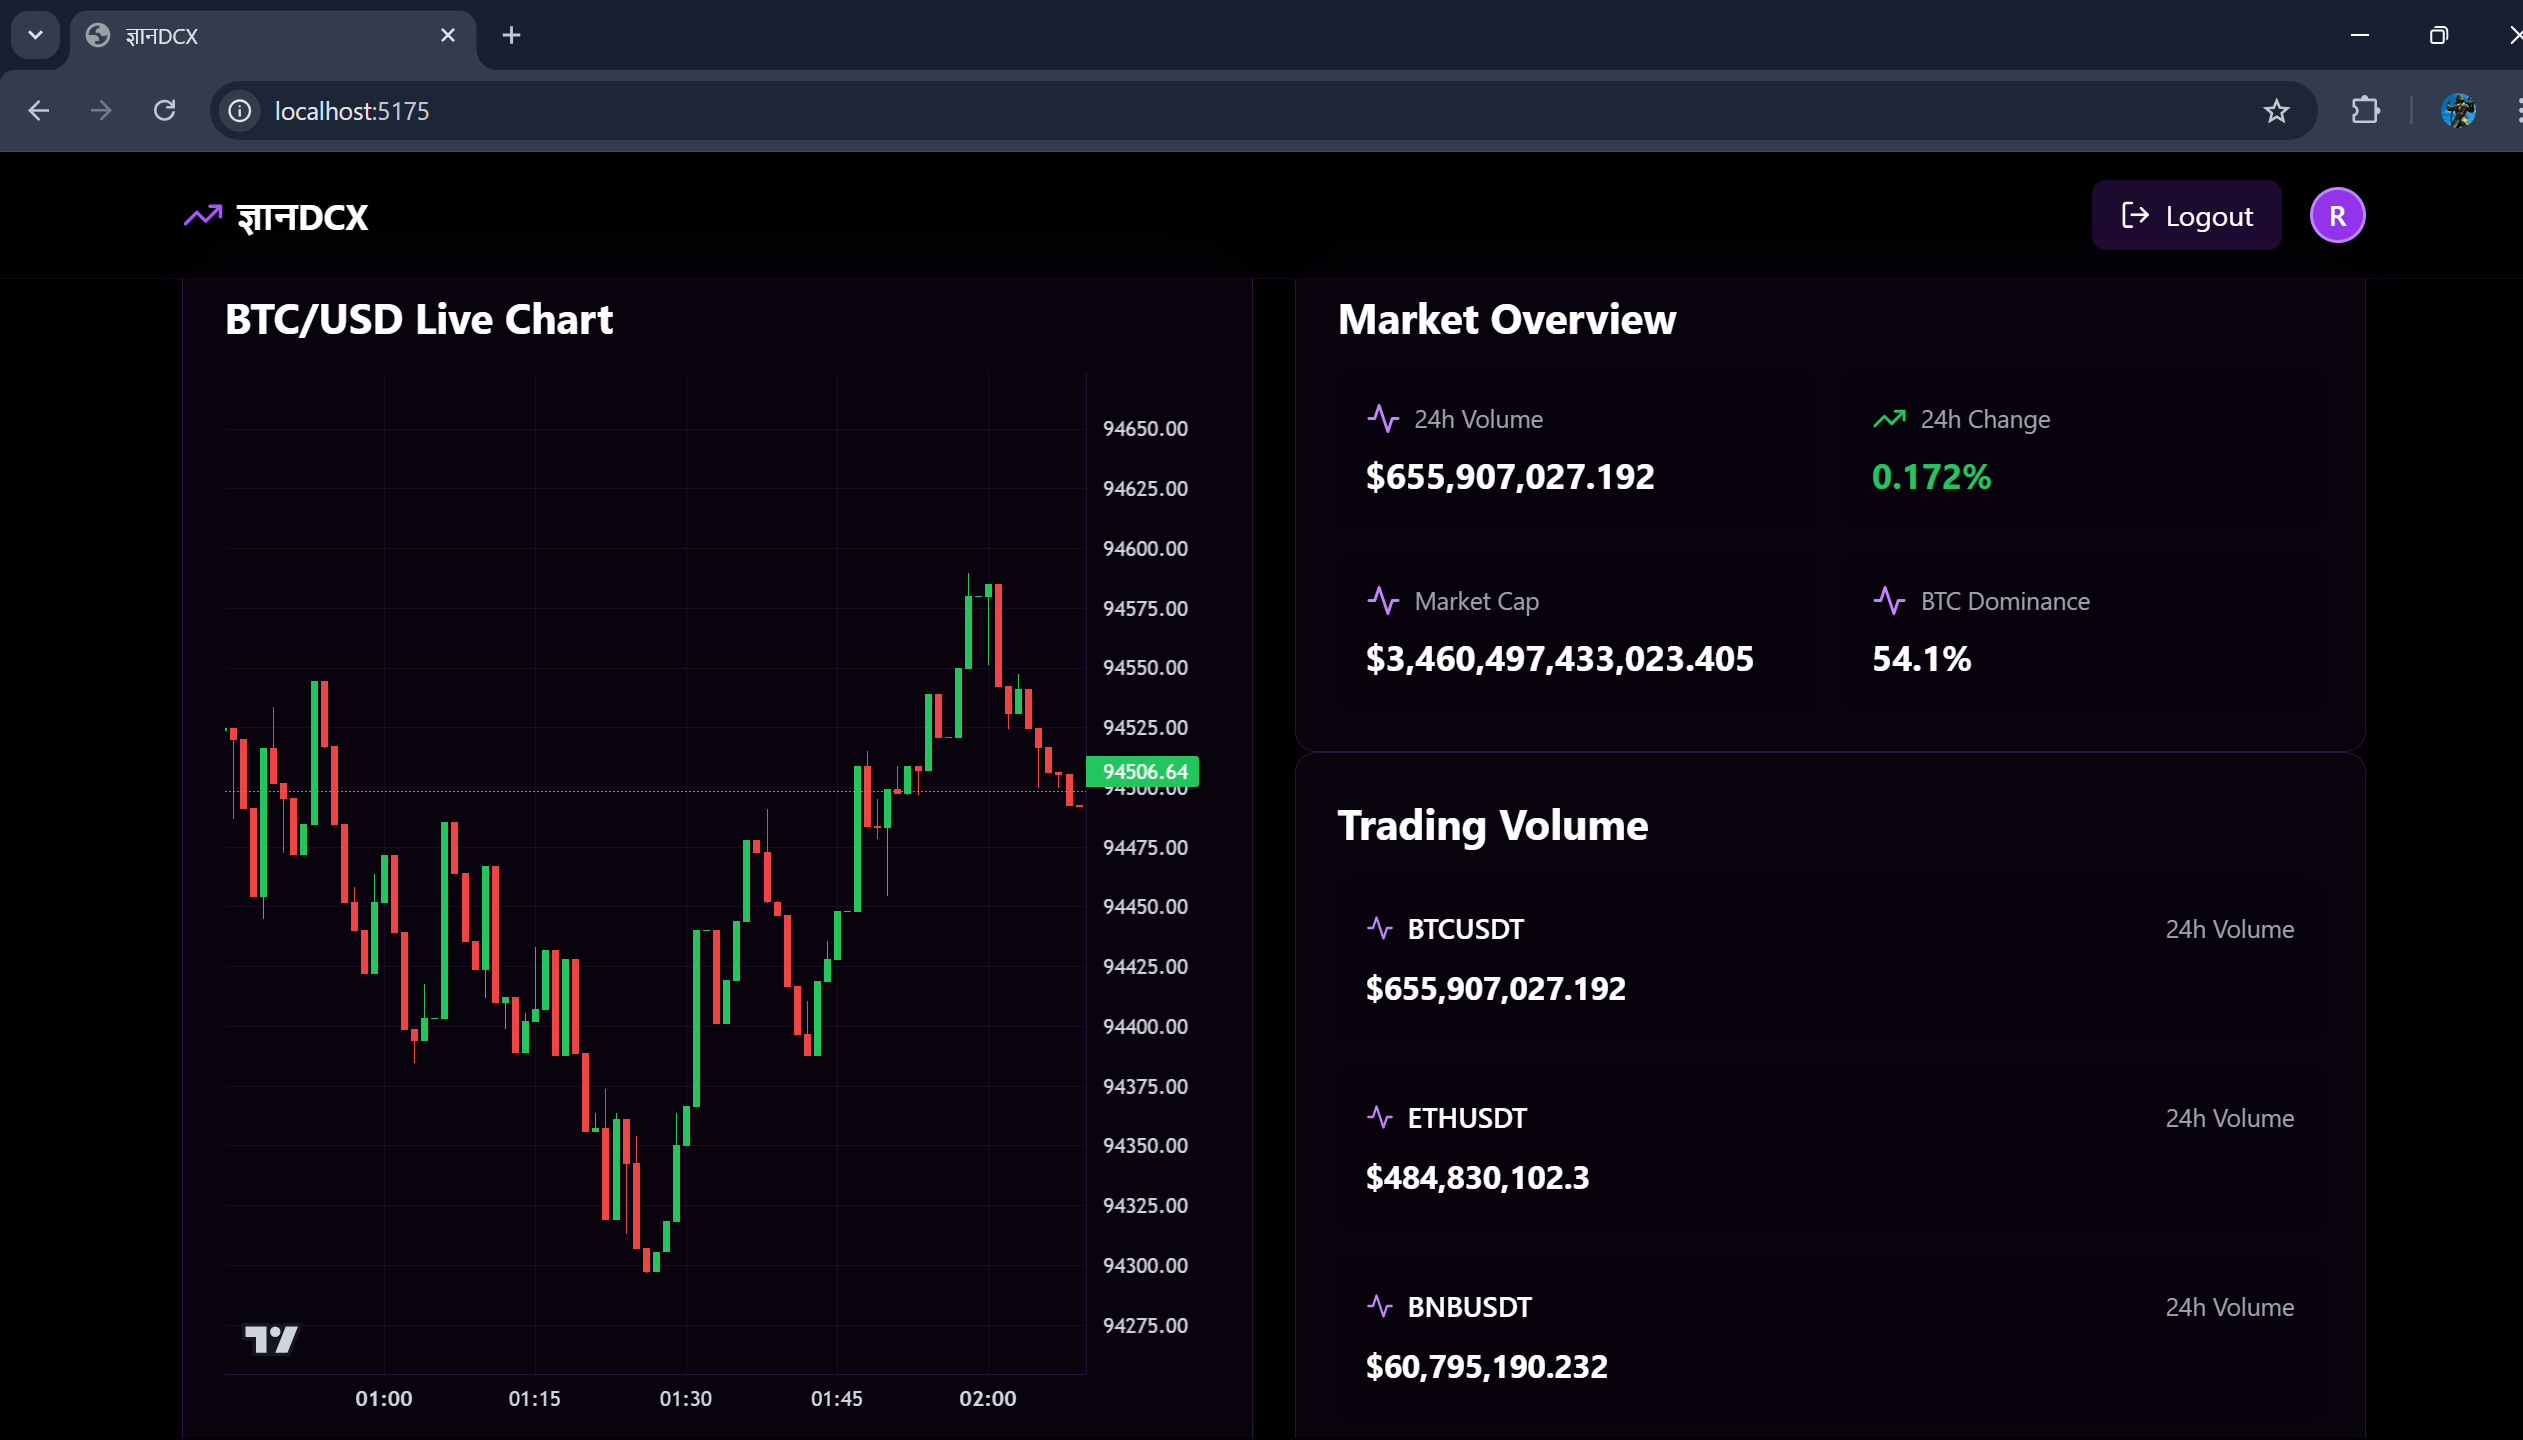 ज्ञानDCX
localhost:5175
ज्ञानDCX
Logout
R
BTC/USD Live Chart
94650.00
94625.00
94600.00
94575.00
94550.00
94525.00
94506.64
94500.00
94475.00
94450.00
94425.00
94400.00
94375.00
94350.00
94325.00
94300.00
94275.00
01:00 01:15 01:30 01:45 02:00
Market Overview
24h Volume
$655,907,027.192
24h Change
0.172%
Market Cap
$3,460,497,433,023.405
BTC Dominance
54.1%
Trading Volume
BTCUSDT 24h Volume
$655,907,027.192
ETHUSDT 24h Volume
$484,830,102.3
BNBUSDT 24h Volume
$60,795,190.232